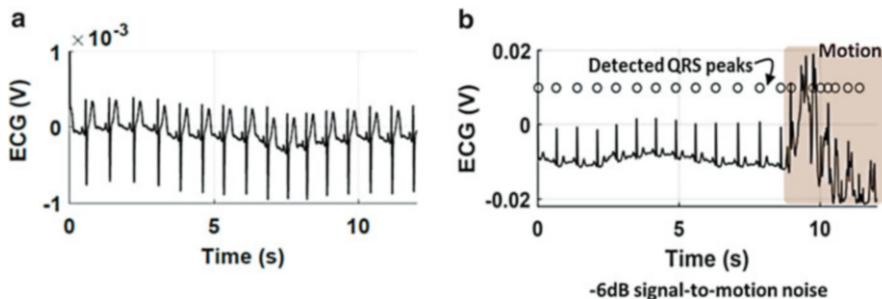 a
× 10⁻³
1
0
-1
ECG (V)
0
5
10
Time (s)
b
0.02
0
-0.02
ECG (V)
Detected QRS peaks
Motion
0
5
10
Time (s)
-6dB signal-to-motion noise